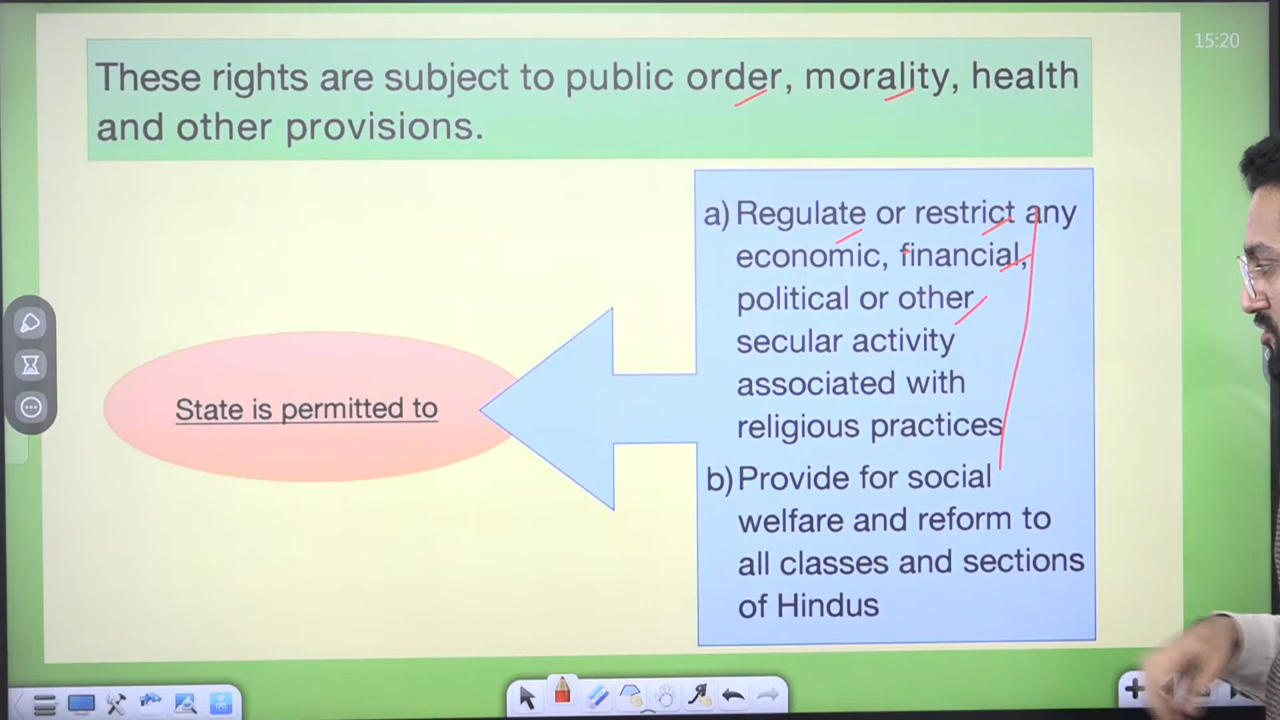 15:20
These rights are subject to public order, morality, health
and other provisions.
State is permitted to
a) Regulate or restrict any
economic, financial,
political or other
secular activity
associated with
religious practices
b) Provide for social
welfare and reform to
all classes and sections
of Hindus